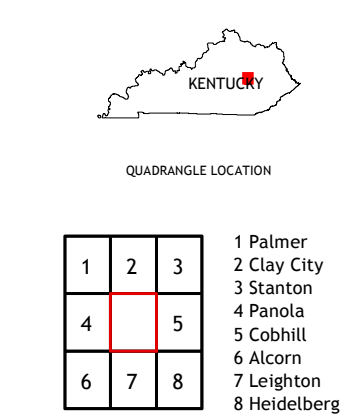 KENTUCKY
QUADRANGLE LOCATION
1 2 3
4 5
6 7 8
1 Palmer
2 Clay City
3 Stanton
4 Panola
5 Cobhill
6 Alcorn
7 Leighton
8 Heidelberg